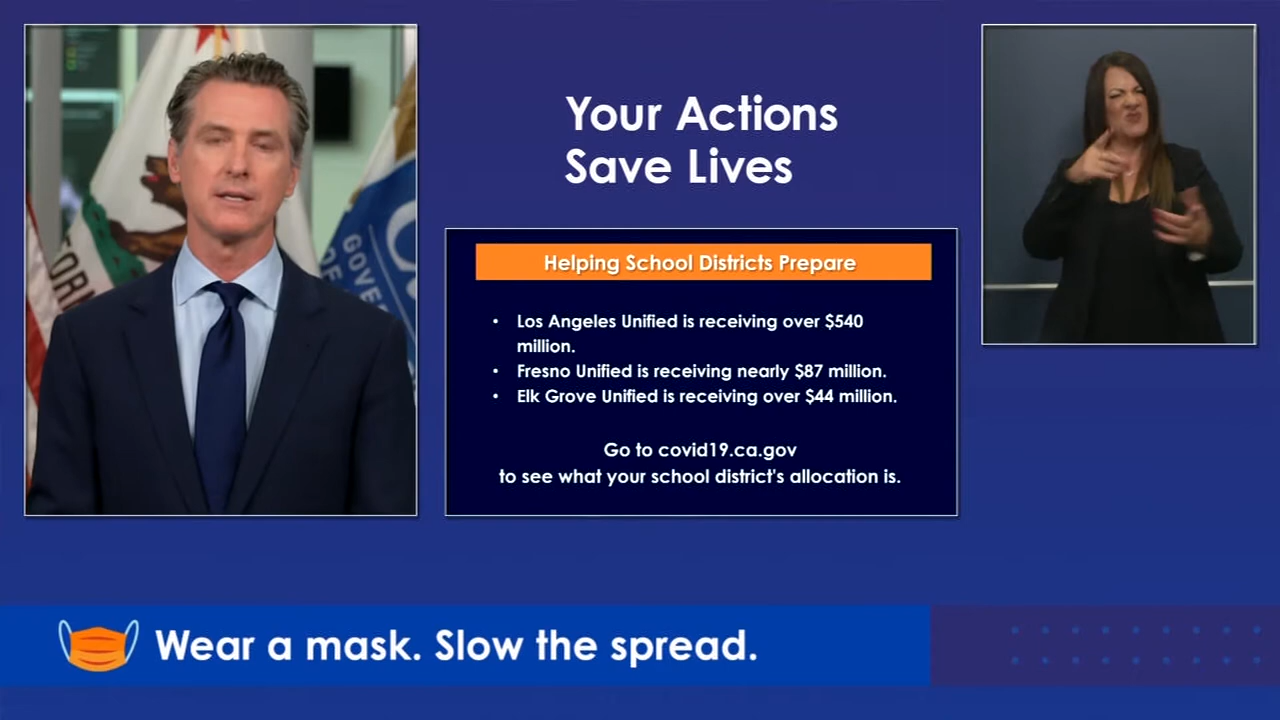 Your Actions
Save Lives
Helping School Districts Prepare
• Los Angeles Unified is receiving over $540
million.
• Fresno Unified is receiving nearly $87 million.
• Elk Grove Unified is receiving over $44 million.
Go to covid19.ca.gov
to see what your school district's allocation is.
Wear a mask. Slow the spread.